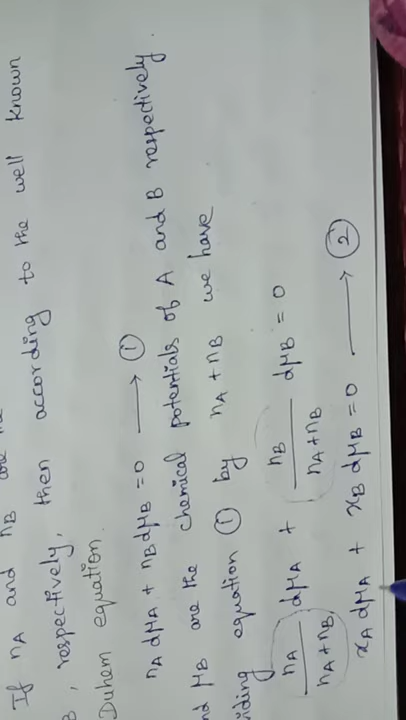 If nA and nB are
B, respectively, then according to the well known
Duhem equation.
nA dμA + nB dμB = 0 ⟶ ①
μB are the chemical potentials of A and B respectively.
equation ① by nA + nB we have
nA/(nA+nB) dμA + nB/(nA+nB) dμB = 0
xA dμA + xB dμB = 0 ⟶ ②